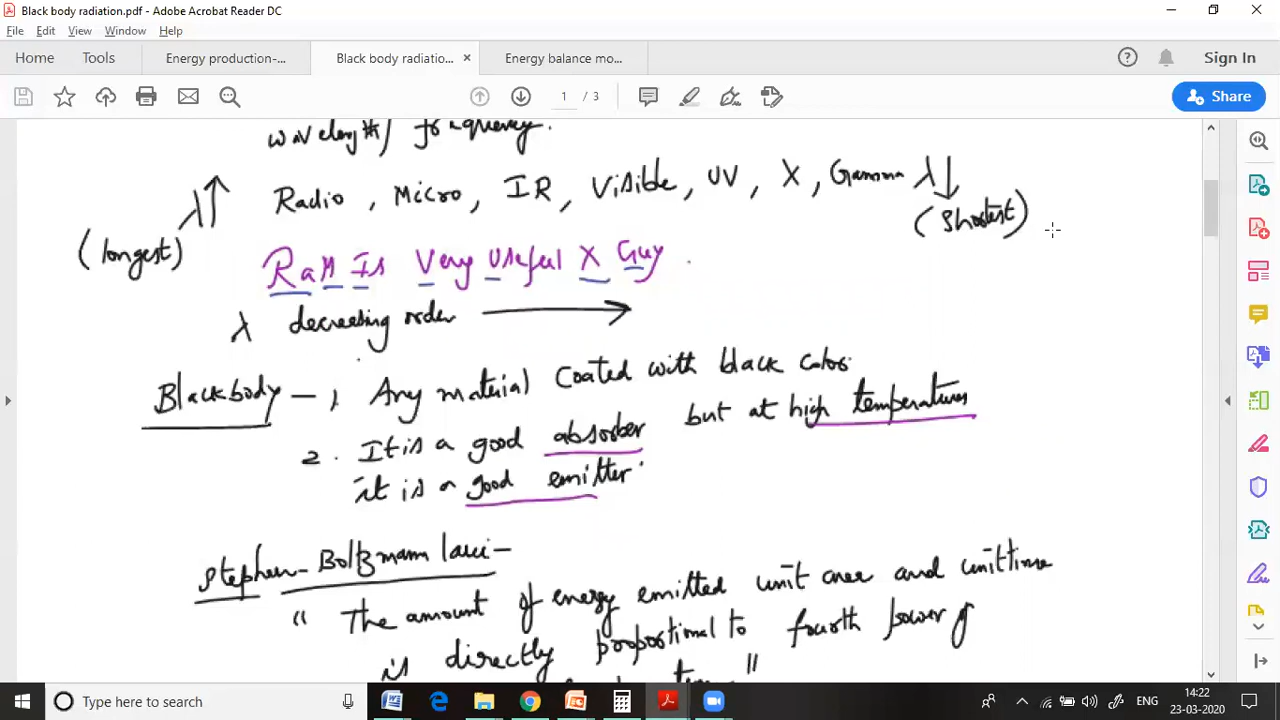 Black body radiation.pdf - Adobe Acrobat Reader DC
File Edit View Window Help
Home Tools Energy production-... Black body radiatio... × Energy balance mo... Sign In
1 / 3 Share
wavelength/ frequency.
Radio, Micro, IR, Visible, UV, X, Gamma λ↓
(longest) λ↑ (shortest)
RaM Is Very Useful X Guy.
λ decreasing order →
Blackbody - 1. Any material coated with black color
2. It is a good absorber but at high temperatures
it is a good emitter.
Stephen-Boltzmann law:-
" The amount of energy emitted unit area and unit time
is directly proportional to fourth power of
Type here to search
ENG
14:22
23-03-2020